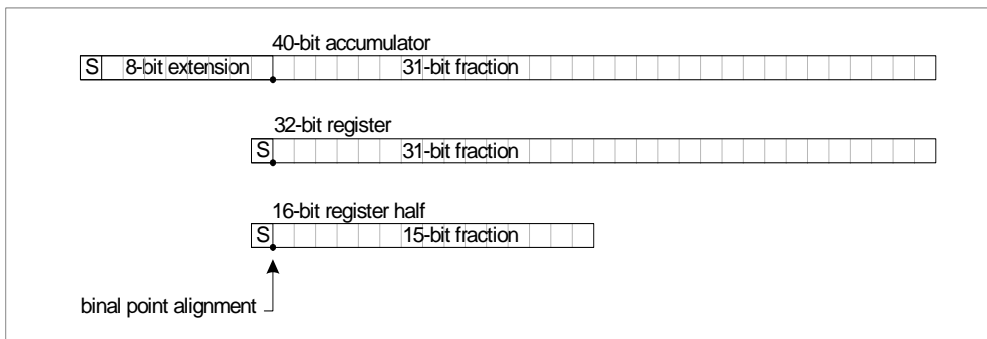 40-bit accumulator
S 8-bit extension 31-bit fraction
32-bit register
S 31-bit fraction
16-bit register half
S 15-bit fraction
binal point alignment